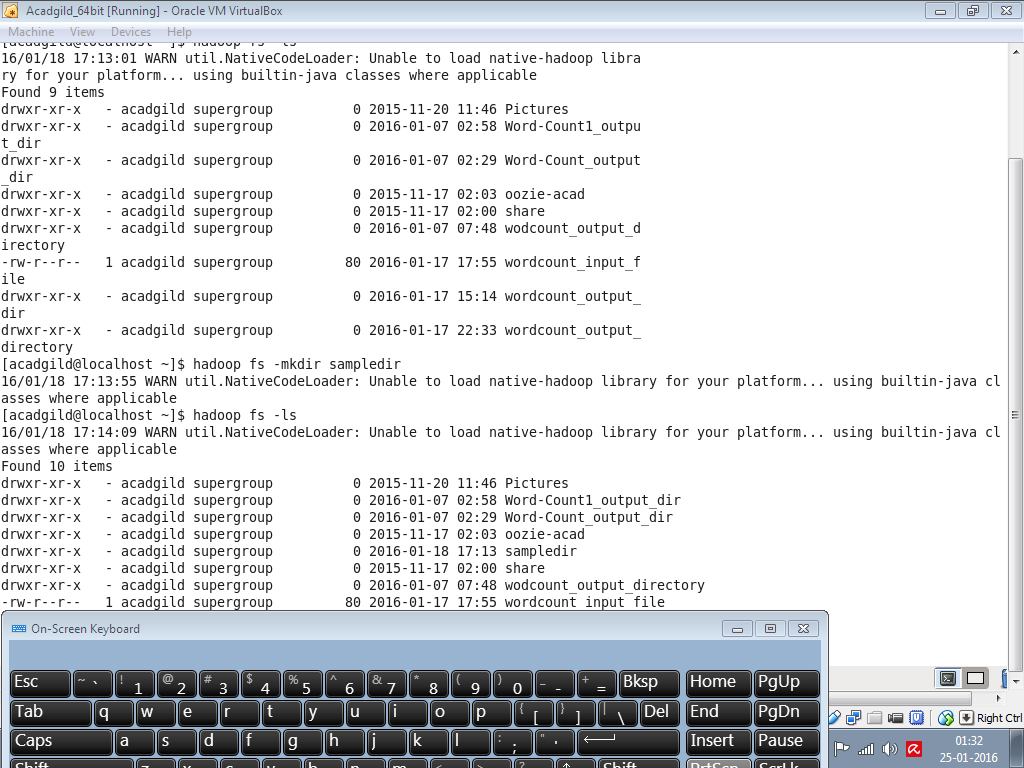 Acadgild_64bit [Running] - Oracle VM VirtualBox
Machine View Devices Help
[acadgild@localhost ~]$ hadoop fs -ls
16/01/18 17:13:01 WARN util.NativeCodeLoader: Unable to load native-hadoop libra
ry for your platform... using builtin-java classes where applicable
Found 9 items
drwxr-xr-x - acadgild supergroup 0 2015-11-20 11:46 Pictures
drwxr-xr-x - acadgild supergroup 0 2016-01-07 02:58 Word-Count1_outpu
t_dir
drwxr-xr-x - acadgild supergroup 0 2016-01-07 02:29 Word-Count_output
_dir
drwxr-xr-x - acadgild supergroup 0 2015-11-17 02:03 oozie-acad
drwxr-xr-x - acadgild supergroup 0 2015-11-17 02:00 share
drwxr-xr-x - acadgild supergroup 0 2016-01-07 07:48 wodcount_output_d
irectory
-rw-r--r-- 1 acadgild supergroup 80 2016-01-17 17:55 wordcount_input_f
ile
drwxr-xr-x - acadgild supergroup 0 2016-01-17 15:14 wordcount_output_
dir
drwxr-xr-x - acadgild supergroup 0 2016-01-17 22:33 wordcount_output_
directory
[acadgild@localhost ~]$ hadoop fs -mkdir sampledir
16/01/18 17:13:55 WARN util.NativeCodeLoader: Unable to load native-hadoop library for your platform... using builtin-java cl
asses where applicable
[acadgild@localhost ~]$ hadoop fs -ls
16/01/18 17:14:09 WARN util.NativeCodeLoader: Unable to load native-hadoop library for your platform... using builtin-java cl
asses where applicable
Found 10 items
drwxr-xr-x - acadgild supergroup 0 2015-11-20 11:46 Pictures
drwxr-xr-x - acadgild supergroup 0 2016-01-07 02:58 Word-Count1_output_dir
drwxr-xr-x - acadgild supergroup 0 2016-01-07 02:29 Word-Count_output_dir
drwxr-xr-x - acadgild supergroup 0 2015-11-17 02:03 oozie-acad
drwxr-xr-x - acadgild supergroup 0 2016-01-18 17:13 sampledir
drwxr-xr-x - acadgild supergroup 0 2015-11-17 02:00 share
drwxr-xr-x - acadgild supergroup 0 2016-01-07 07:48 wodcount_output_directory
-rw-r--r-- 1 acadgild supergroup 80 2016-01-17 17:55 wordcount_input_file
On-Screen Keyboard
Esc ~ ` ! 1 @ 2 # 3 $ 4 % 5 ^ 6 & 7 * 8 ( 9 ) 0 _ - + = Bksp Home PgUp
Tab q w e r t y u i o p { [ } ] | \ Del End PgDn
Caps a s d f g h j k l : ; " ' Insert Pause
Shift z x c v b n m < > ? Shift PrtScn ScrLk
Right Ctrl
01:32
25-01-2016